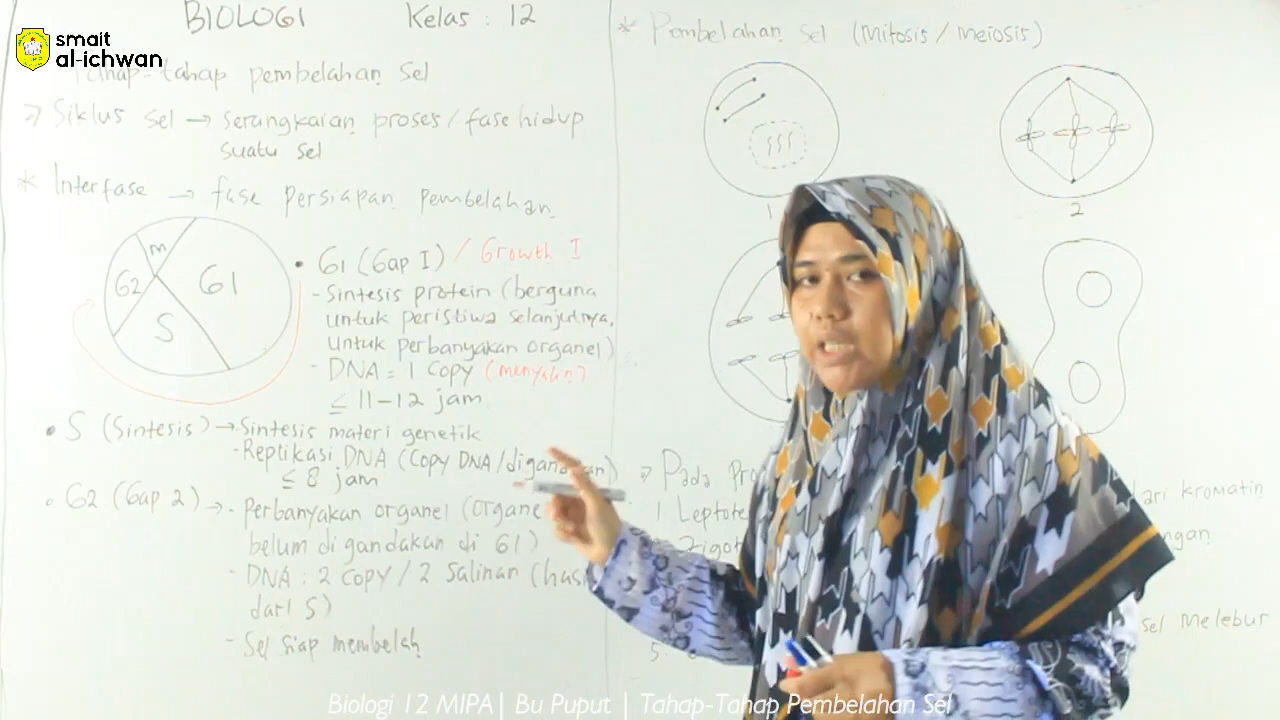 smait
al-ichwan
BIOLOGI Kelas : 12
Tahap-tahap pembelahan sel
Siklus sel → serangkaian proses/fase hidup
suatu sel
* Interfase → fase persiapan pembelahan
M
G2
G1
S
• G1 (Gap I) / Growth I
- Sintesis protein (berguna
untuk peristiwa selanjutnya,
untuk perbanyakan organel)
- DNA = 1 copy (menyalin)
≤ 11-12 jam
• S (Sintesis) → - Sintesis materi genetik
- Replikasi DNA (Copy DNA/digandakan)
≤ 8 jam
• G2 (Gap 2) → - Perbanyakan organel (organe
belum digandakan di G1)
- DNA : 2 copy / 2 salinan (hasi
dari S)
- Sel siap membelah
* Pembelahan sel (Mitosis / Meiosis)
1
2
Pada Pro
1 Leptote
Zigot
5.
dari kromatin
ngan
sel melebur
Biologi 12 MIPA| Bu Puput | Tahap-Tahap Pembelahan Sel